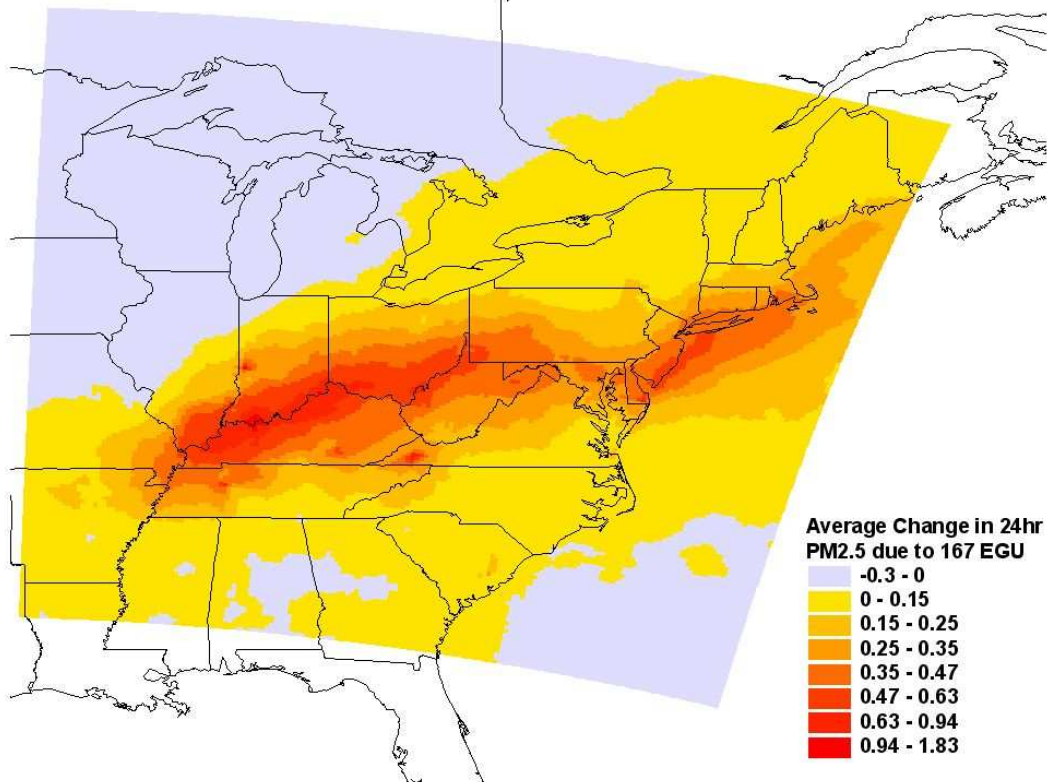 Average Change in 24hr
PM2.5 due to 167 EGU
-0.3 - 0
0 - 0.15
0.15 - 0.25
0.25 - 0.35
0.35 - 0.47
0.47 - 0.63
0.63 - 0.94
0.94 - 1.83